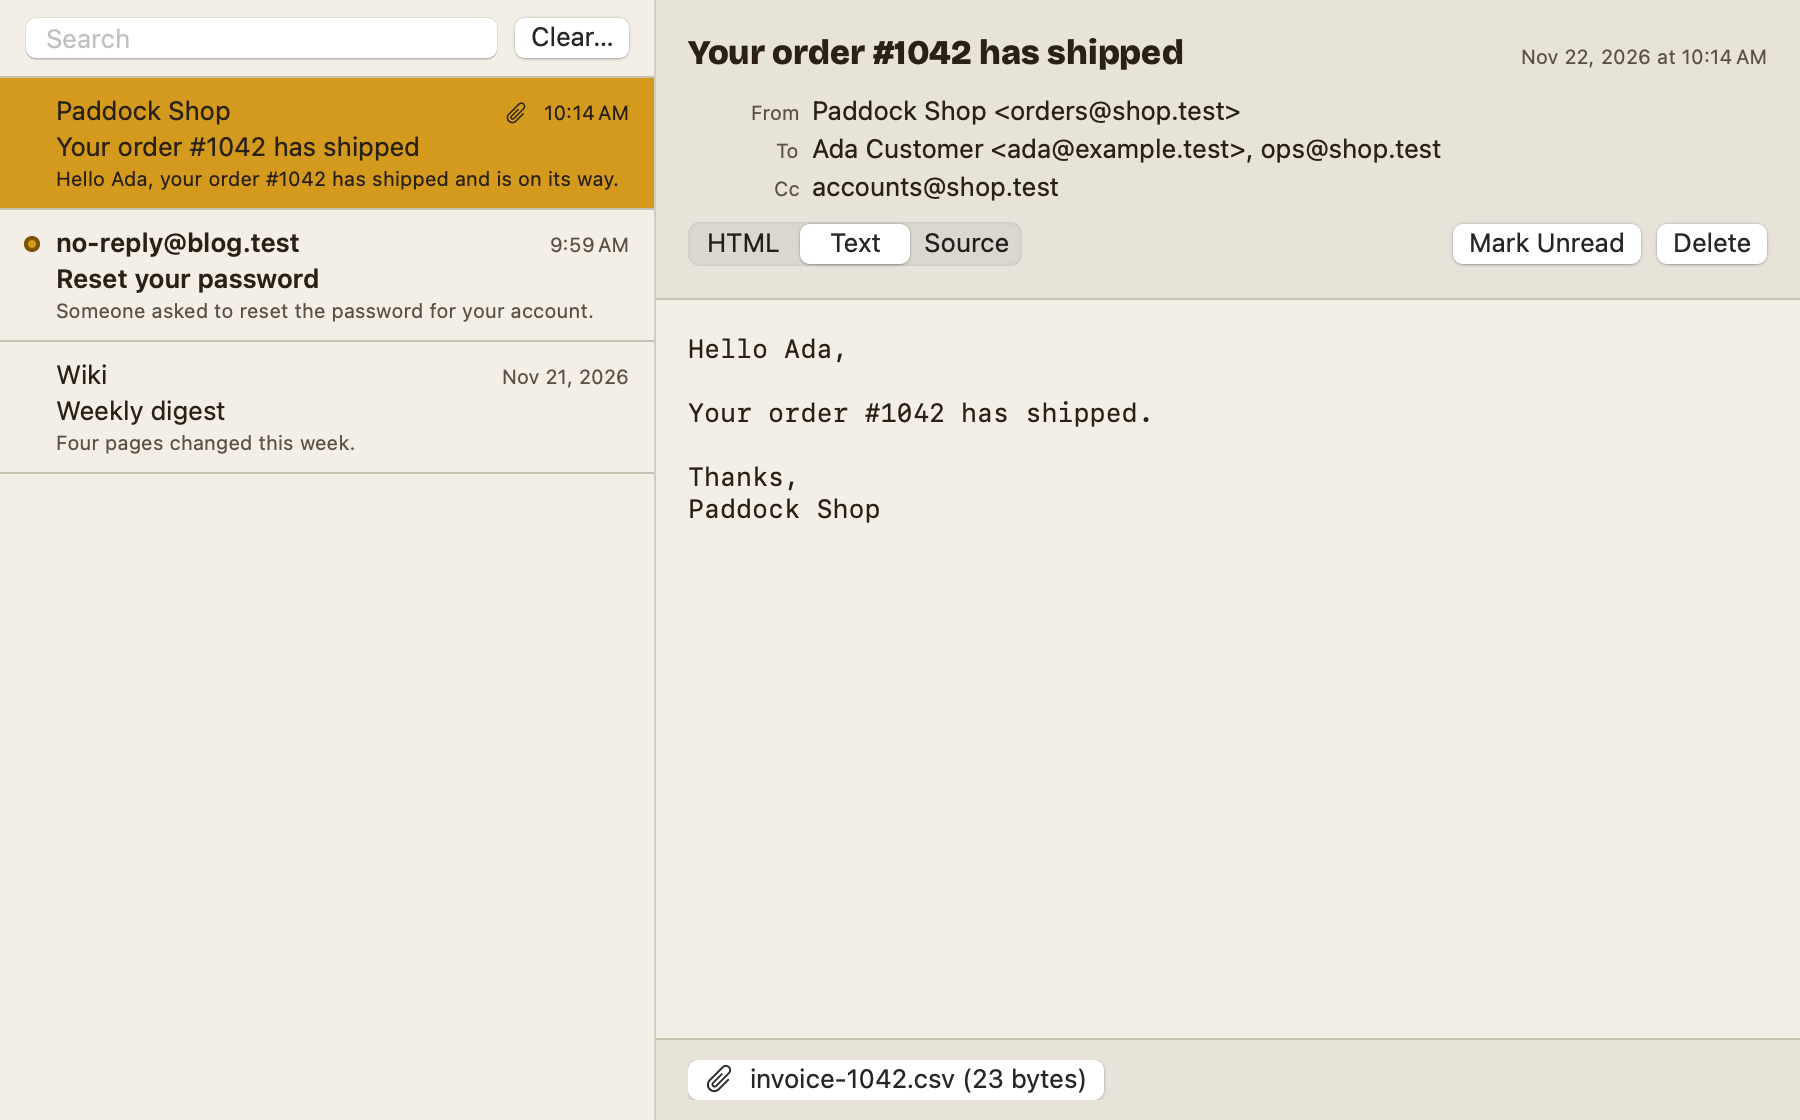 Search
Clear...
Paddock Shop
10:14 AM
Your order #1042 has shipped
Hello Ada, your order #1042 has shipped and is on its way.
no-reply@blog.test
9:59 AM
Reset your password
Someone asked to reset the password for your account.
Wiki
Nov 21, 2026
Weekly digest
Four pages changed this week.
Your order #1042 has shipped
Nov 22, 2026 at 10:14 AM
From Paddock Shop <orders@shop.test>
To Ada Customer <ada@example.test>, ops@shop.test
Cc accounts@shop.test
HTML Text Source
Mark Unread Delete
Hello Ada,
Your order #1042 has shipped.
Thanks,
Paddock Shop
invoice-1042.csv (23 bytes)